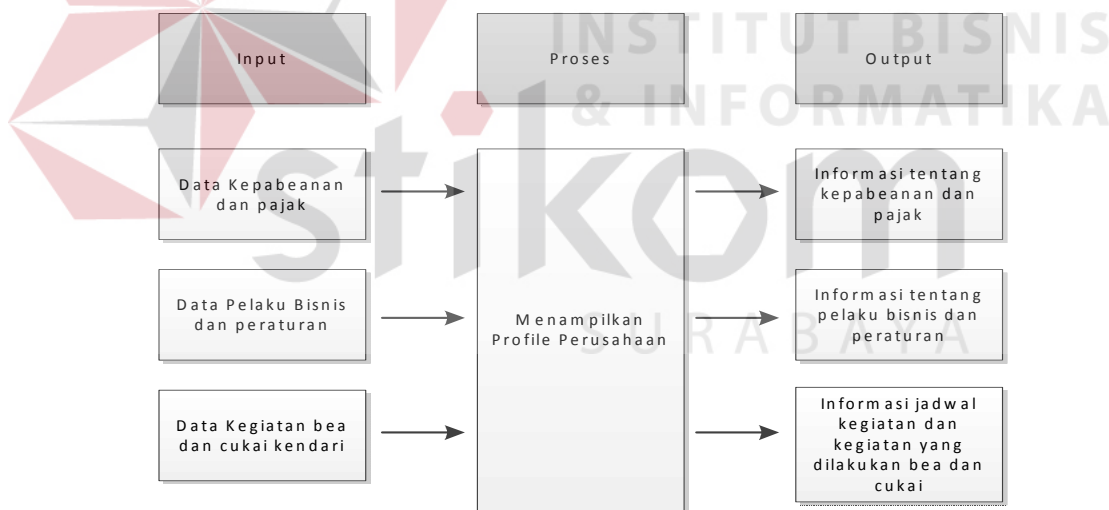 INSTITUT BISNIS
& INFORMATIKA
stikom
SURABAYA
Input
Proses
Output
Data Kepabeanan
dan pajak
Data Pelaku Bisnis
dan peraturan
Data Kegiatan bea
dan cukai kendari
Menampilkan
Profile Perusahaan
Informasi tentang
kepabeanan dan
pajak
Informasi tentang
pelaku bisnis dan
peraturan
Informasi jadwal
kegiatan dan
kegiatan yang
dilakukan bea dan
cukai